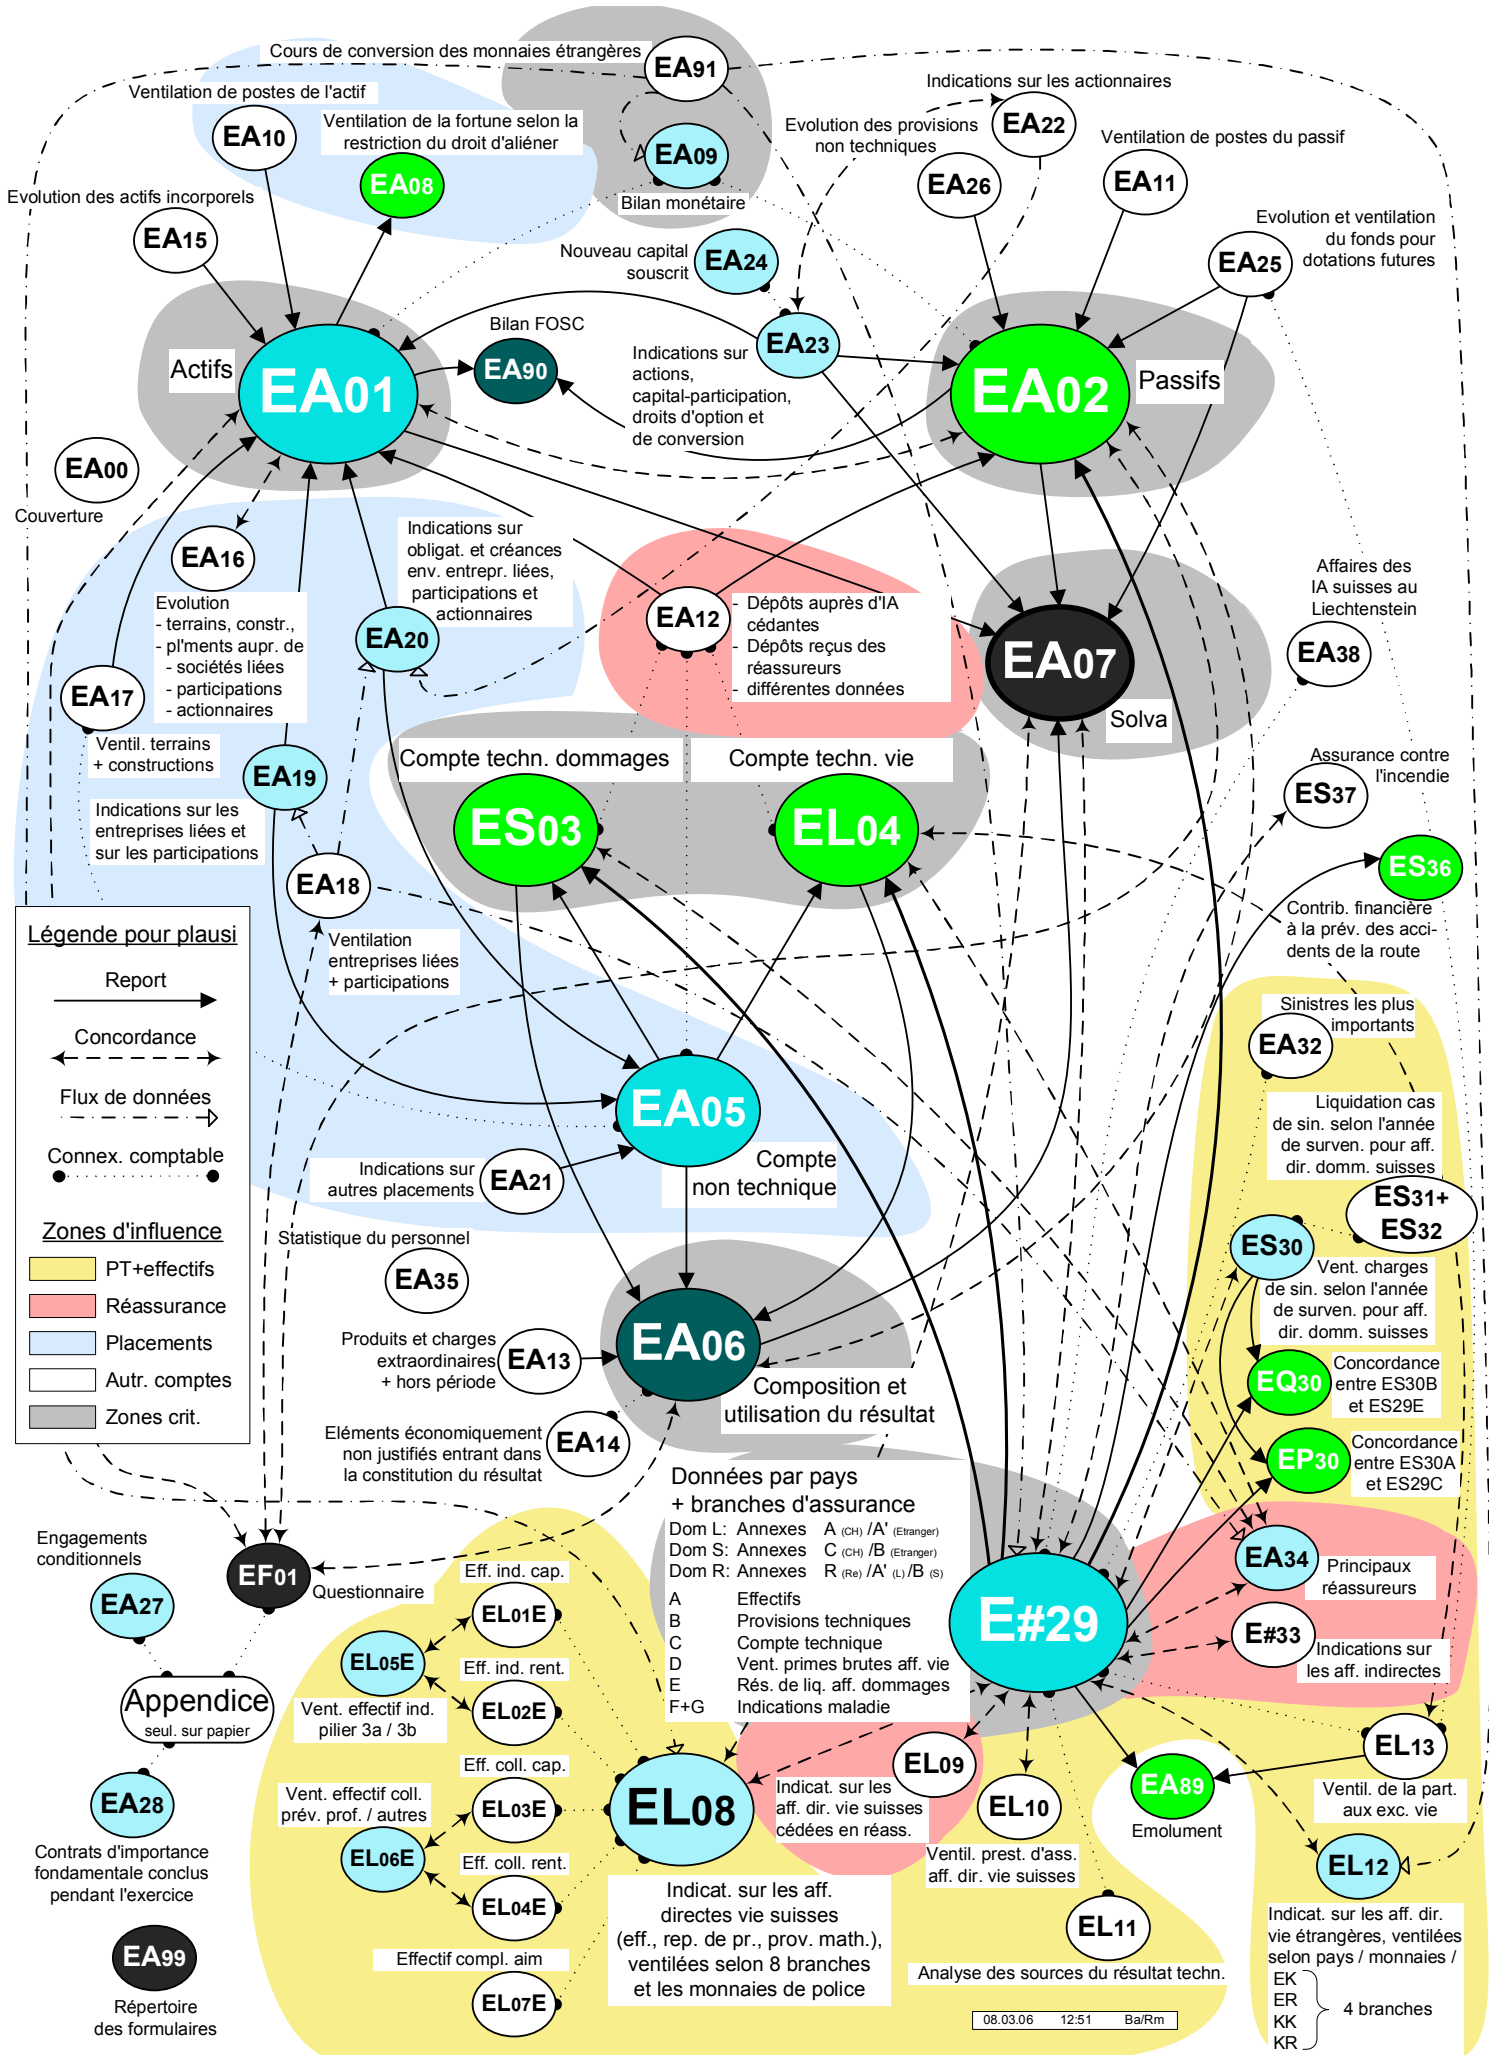 Cours de conversion des monnaies étrangères
EA91
Ventilation de postes de l'actif
EA10
Ventilation de la fortune selon la
restriction du droit d'aliéner
EA08
EA09
Bilan monétaire
Indications sur les actionnaires
EA22
Evolution des provisions
non techniques
EA26
Ventilation de postes du passif
EA11
Evolution des actifs incorporels
EA15
Nouveau capital
souscrit
EA24
Evolution et ventilation
du fonds pour
dotations futures
EA25
Actifs
EA01
Bilan FOSC
EA90
EA23
Indications sur
actions,
capital-participation,
droits d'option et
de conversion
EA02
Passifs
EA00
Couverture
EA16
Evolution
- terrains, constr.,
- pl'ments aupr. de
- sociétés liées
- participations
- actionnaires
Indications sur
obligat. et créances
env. entrepr. liées,
participations et
actionnaires
EA20
EA12
- Dépôts auprès d'IA
cédantes
- Dépôts reçus des
réassureurs
- différentes données
EA07
Solva
Affaires des
IA suisses au
Liechtenstein
EA38
EA17
Ventil. terrains
+ constructions
EA19
Indications sur les
entreprises liées et
sur les participations
Compte techn. dommages
ES03
Compte techn. vie
EL04
Assurance contre
l'incendie
ES37
ES36
Contrib. financière
à la prév. des acci-
dents de la route
EA18
Ventilation
entreprises liées
+ participations
Légende pour plausi
Report
Concordance
Flux de données
Connex. comptable
Zones d'influence
PT+effectifs
Réassurance
Placements
Autr. comptes
Zones crit.
EA05
Compte
non technique
Indications sur
autres placements
EA21
Sinistres les plus
importants
EA32
Liquidation cas
de sin. selon l'année
de surven. pour aff.
dir. domm. suisses
ES31+
ES32
ES30
Vent. charges
de sin. selon l'année
de surven. pour aff.
dir. domm. suisses
Statistique du personnel
EA35
Produits et charges
extraordinaires
+ hors période
EA13
EA06
Composition et
utilisation du résultat
EQ30
Concordance
entre ES30B
et ES29E
Eléments économiquement
non justifiés entrant dans
la constitution du résultat
EA14
EP30
Concordance
entre ES30A
et ES29C
Données par pays
+ branches d'assurance
Dom L: Annexes A (CH) /A' (Etranger)
Dom S: Annexes C (CH) /B (Etranger)
Dom R: Annexes R (Re) /A' (L) /B (S)
A Effectifs
B Provisions techniques
C Compte technique
D Vent. primes brutes aff. vie
E Rés. de liq. aff. dommages
F+G Indications maladie
E#29
EA34
Principaux
réassureurs
E#33
Indications sur
les aff. indirectes
Engagements
conditionnels
EA27
EF01
Questionnaire
Appendice
seul. sur papier
EA28
Contrats d'importance
fondamentale conclus
pendant l'exercice
EA99
Répertoire
des formulaires
Eff. ind. cap.
EL01E
EL05E
Eff. ind. rent.
EL02E
Vent. effectif ind.
pilier 3a / 3b
Eff. coll. cap.
EL03E
Vent. effectif coll.
prév. prof. / autres
EL06E
Eff. coll. rent.
EL04E
Effectif compl. aim
EL07E
EL08
Indicat. sur les aff.
directes vie suisses
(eff., rep. de pr., prov. math.),
ventilées selon 8 branches
et les monnaies de police
EL09
Indicat. sur les
aff. dir. vie suisses
cédées en réass.
EL10
Ventil. prest. d'ass.
aff. dir. vie suisses
EL11
Analyse des sources du résultat techn.
EA89
Emolument
EL13
Ventil. de la part.
aux exc. vie
EL12
Indicat. sur les aff. dir.
vie étrangères, ventilées
selon pays / monnaies /
EK
ER
KK
KR
4 branches
08.03.06 12:51 Ba/Rm